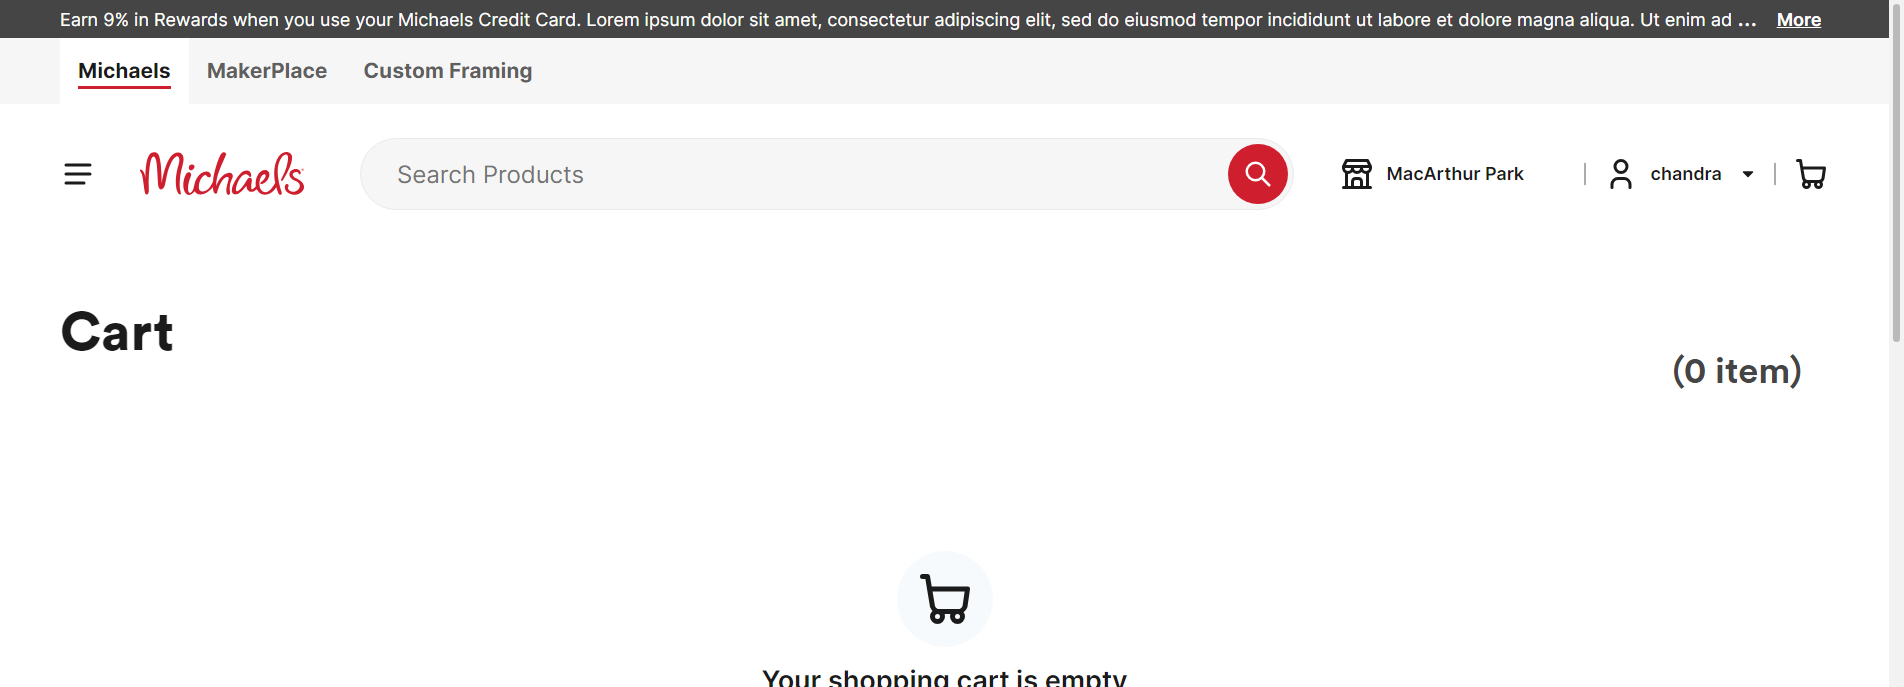 Earn 9% in Rewards when you use your Michaels Credit Card. Lorem ipsum dolor sit amet, consectetur adipiscing elit, sed do eiusmod tempor incididunt ut labore et dolore magna aliqua. Ut enim ad ... More
Michaels MakerPlace Custom Framing
Michaels Search Products MacArthur Park chandra
Cart
(0 item)
Your shopping cart is empty